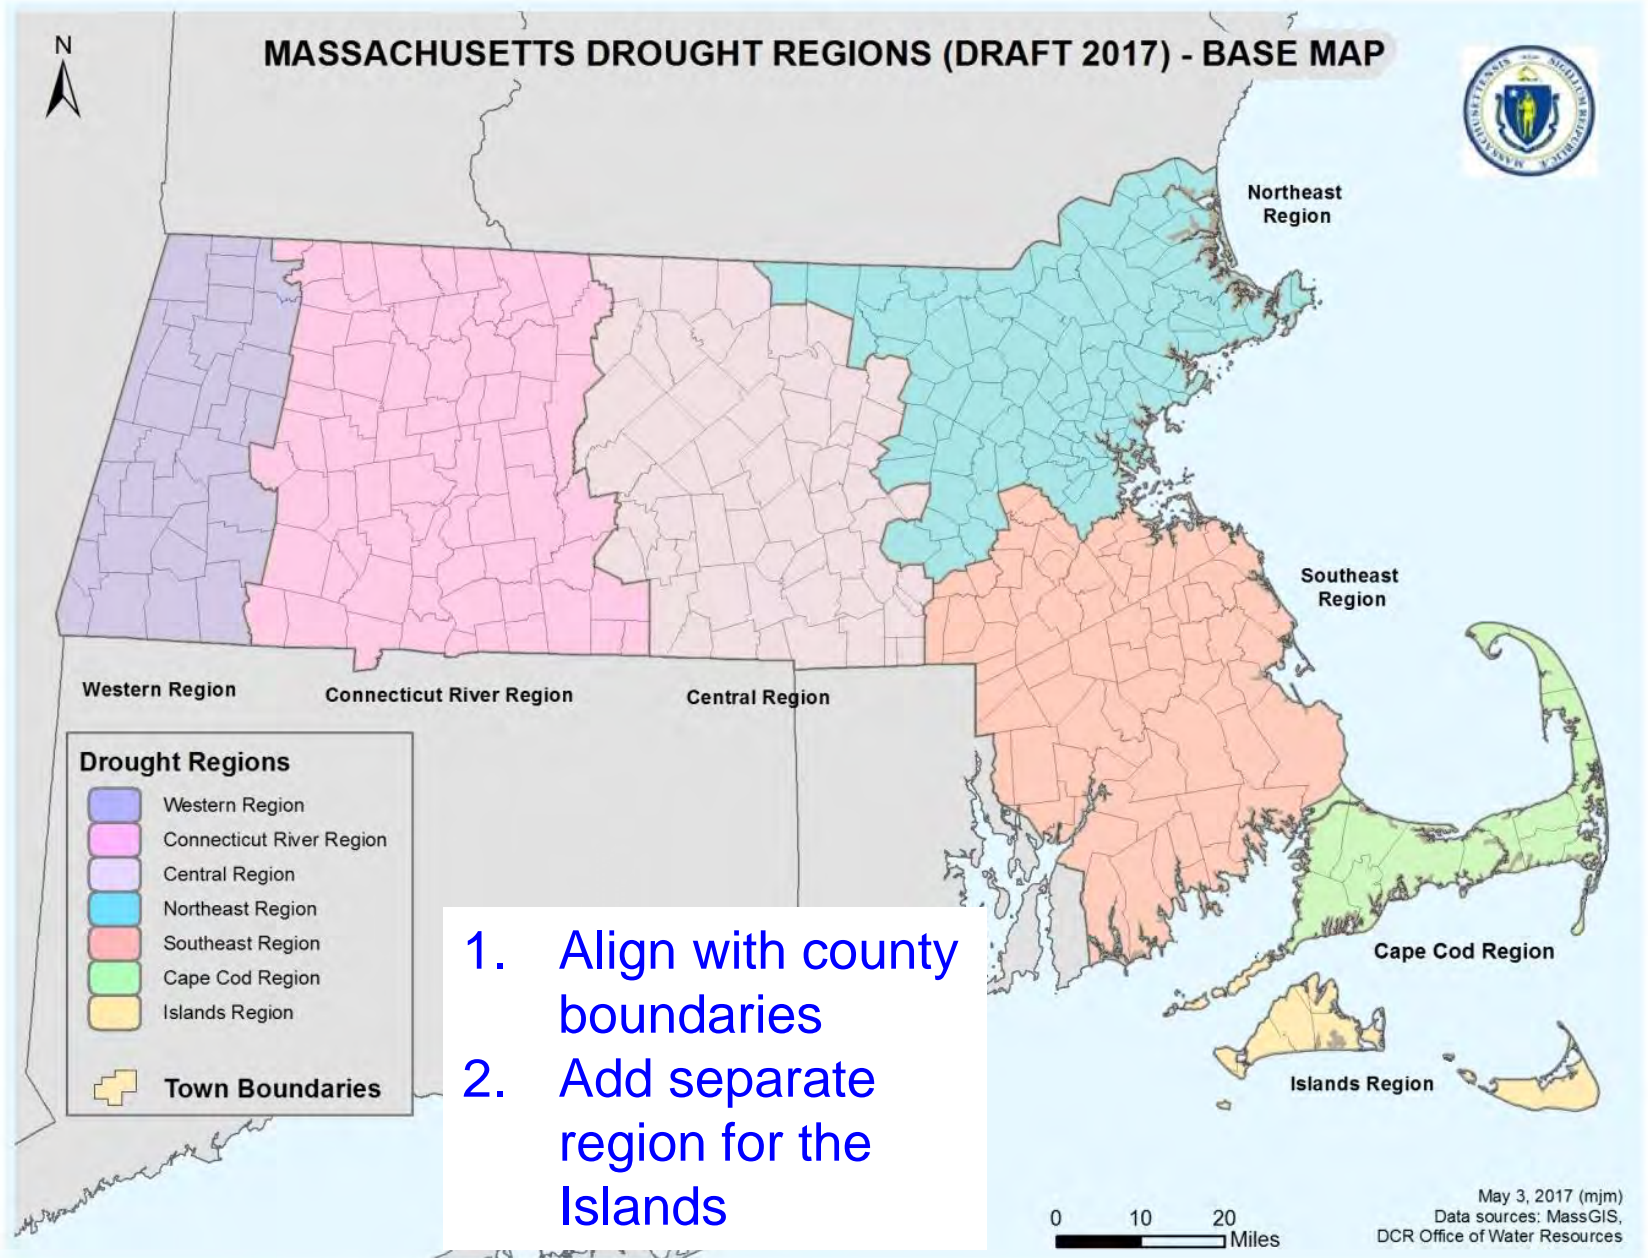 N
MASSACHUSETTS DROUGHT REGIONS (DRAFT 2017) - BASE MAP
Northeast
Region
Southeast
Region
Western Region
Connecticut River Region
Central Region
Drought Regions
Western Region
Connecticut River Region
Central Region
Northeast Region
Southeast Region
Cape Cod Region
Islands Region
Town Boundaries
1. Align with county
boundaries
2. Add separate
region for the
Islands
Cape Cod Region
Islands Region
0 10 20
Miles
May 3, 2017 (mjm)
Data sources: MassGIS,
DCR Office of Water Resources